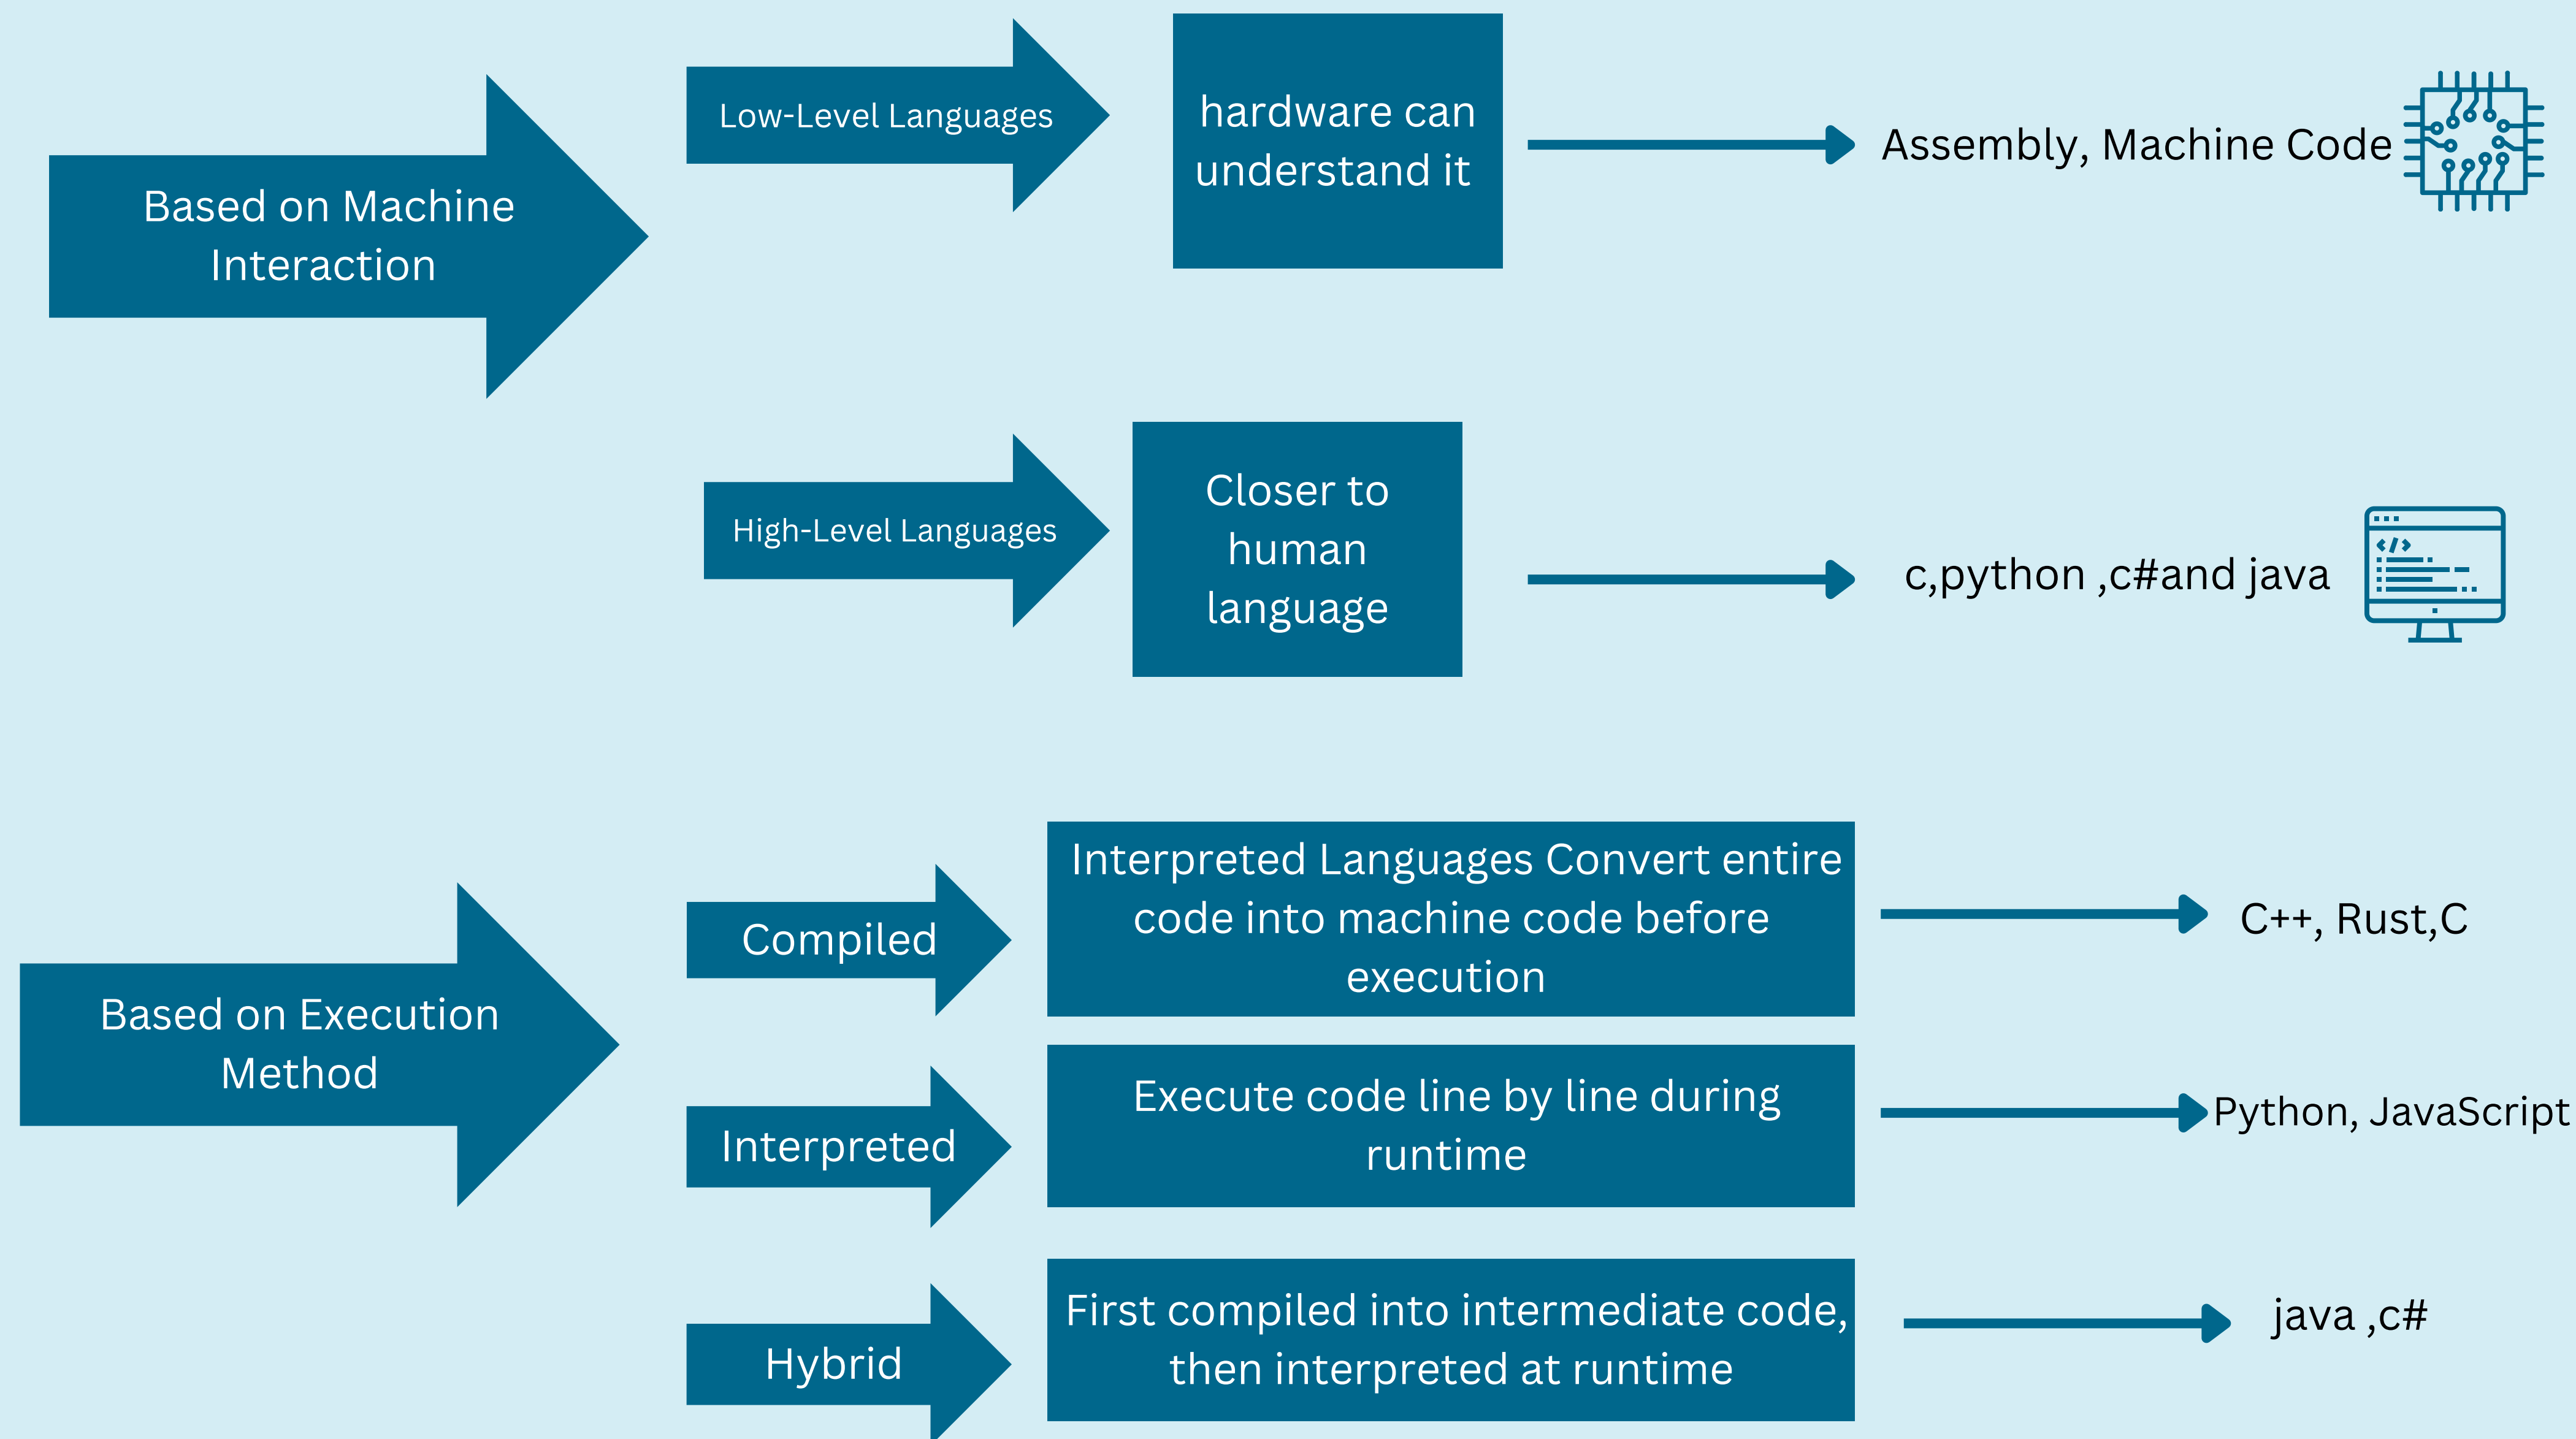 Based on Machine
Interaction
Low-Level Languages
hardware can
understand it
Assembly, Machine Code
High-Level Languages
Closer to
human
language
c,python ,c#and java
Based on Execution
Method
Compiled
Interpreted Languages Convert entire
code into machine code before
execution
C++, Rust,C
Interpreted
Execute code line by line during
runtime
Python, JavaScript
Hybrid
First compiled into intermediate code,
then interpreted at runtime
java ,c#